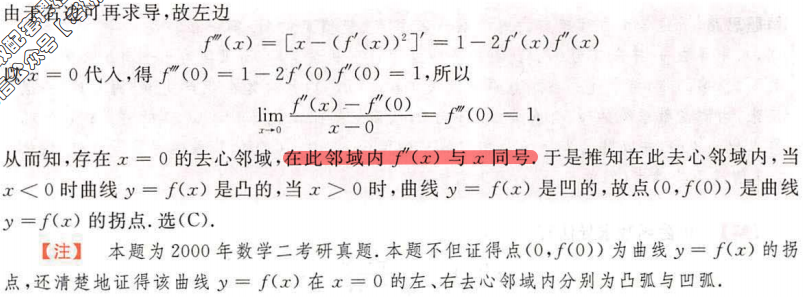 由于右边可再求导,故左边
f‴(x) = [x − (f′(x))²]′ = 1 − 2f′(x)f″(x)
以 x = 0 代入,得 f‴(0) = 1 − 2f′(0)f″(0) = 1,所以
lim_{x→0} (f″(x) − f″(0))/(x − 0) = f‴(0) = 1.
从而知,存在 x = 0 的去心邻域,在此邻域内 f″(x) 与 x 同号. 于是推知在此去心邻域内,当
x < 0 时曲线 y = f(x) 是凸的,当 x > 0 时,曲线 y = f(x) 是凹的,故点(0,f(0)) 是曲线
y = f(x) 的拐点. 选(C).
【注】 本题为 2000 年数学二考研真题. 本题不但证得点(0,f(0)) 为曲线 y = f(x) 的拐
点,还清楚地证得该曲线 y = f(x) 在 x = 0 的左、右去心邻域内分别为凸弧与凹弧.